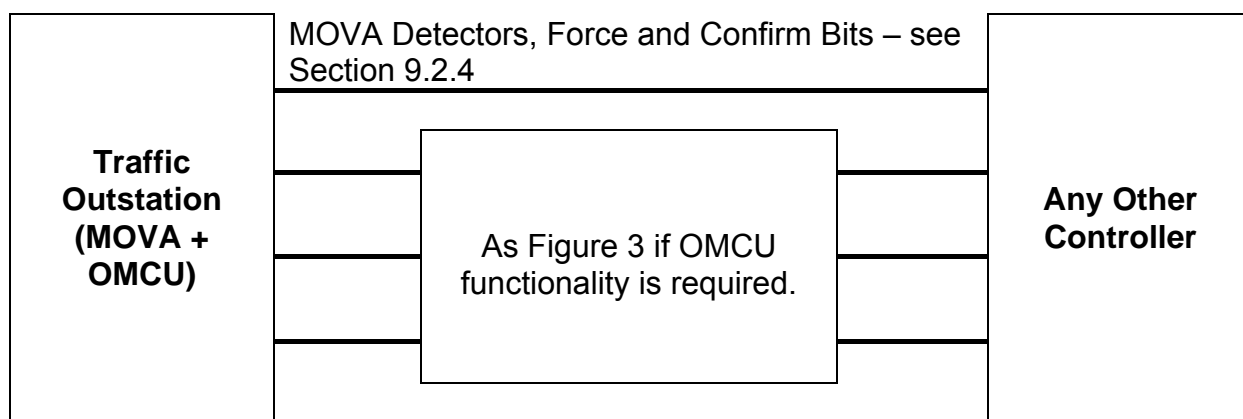 MOVA Detectors, Force and Confirm Bits – see
Section 9.2.4
Traffic
Outstation
(MOVA +
OMCU)
As Figure 3 if OMCU
functionality is required.
Any Other
Controller